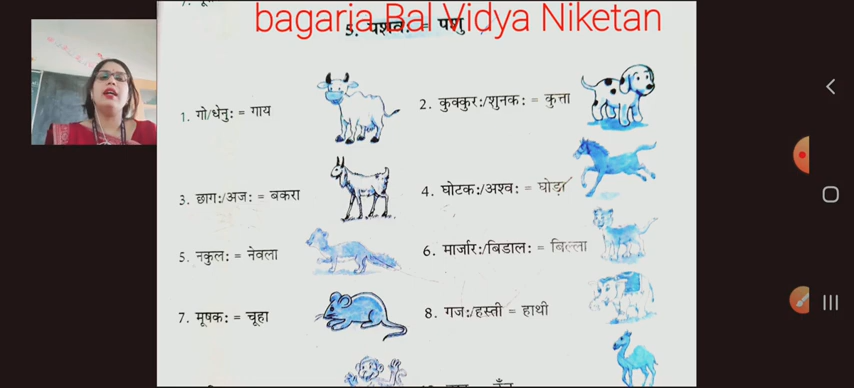 bagaria Bal Vidya Niketan
5. पशवः = पशु
1. गो/धेनुः = गाय
2. कुक्कुरः/शुनकः = कुत्ता
3. छागः/अजः = बकरा
4. घोटकः/अश्वः = घोड़ा
5. नकुलः = नेवला
6. मार्जारः/बिडालः = बिल्ला
7. मूषकः = चूहा
8. गजः/हस्ती = हाथी